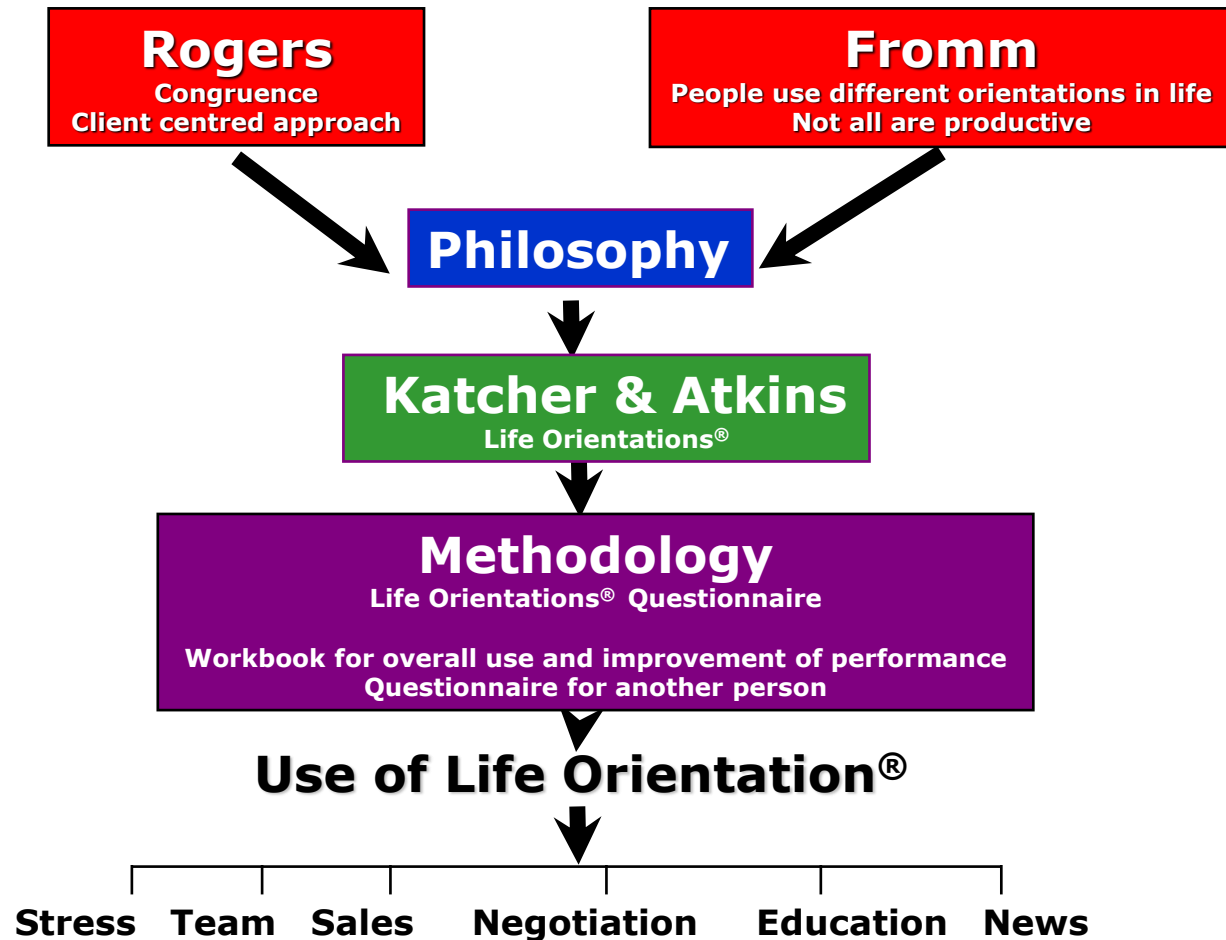 Rogers
Congruence
Client centred approach
Fromm
People use different orientations in life
Not all are productive
Philosophy
Katcher & Atkins
Life Orientations®
Methodology
Life Orientations® Questionnaire
Workbook for overall use and improvement of performance
Questionnaire for another person
Use of Life Orientation®
Stress Team Sales Negotiation Education News